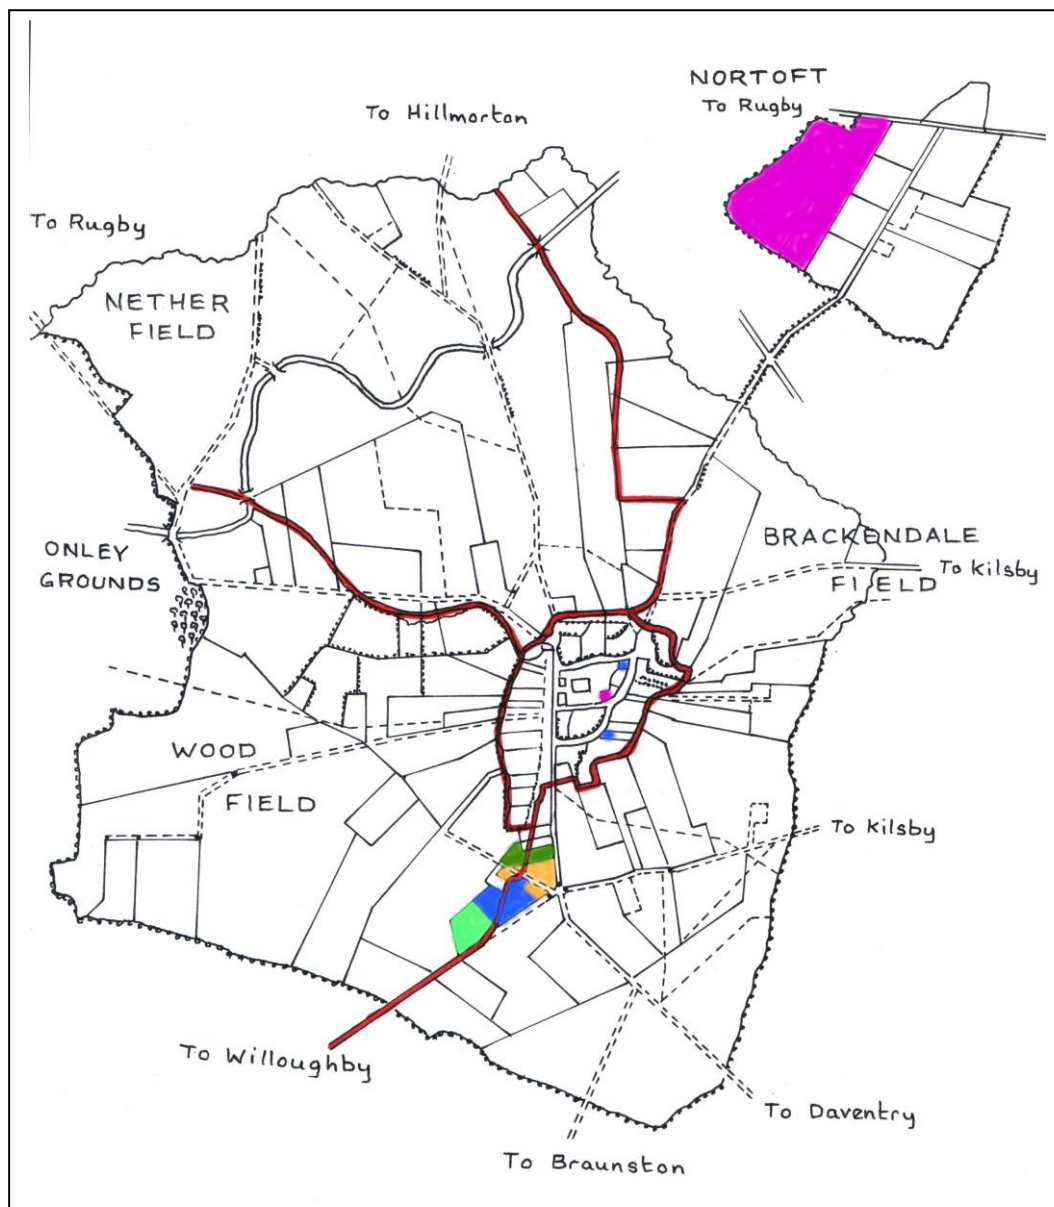 NORTOFT
To Rugby
To Hillmorton
To Rugby
NETHER
FIELD
BRACKENDALE
FIELD
To Kilsby
ONLEY
GROUNDS
WOOD
FIELD
To Kilsby
To Willoughby
To Daventry
To Braunston